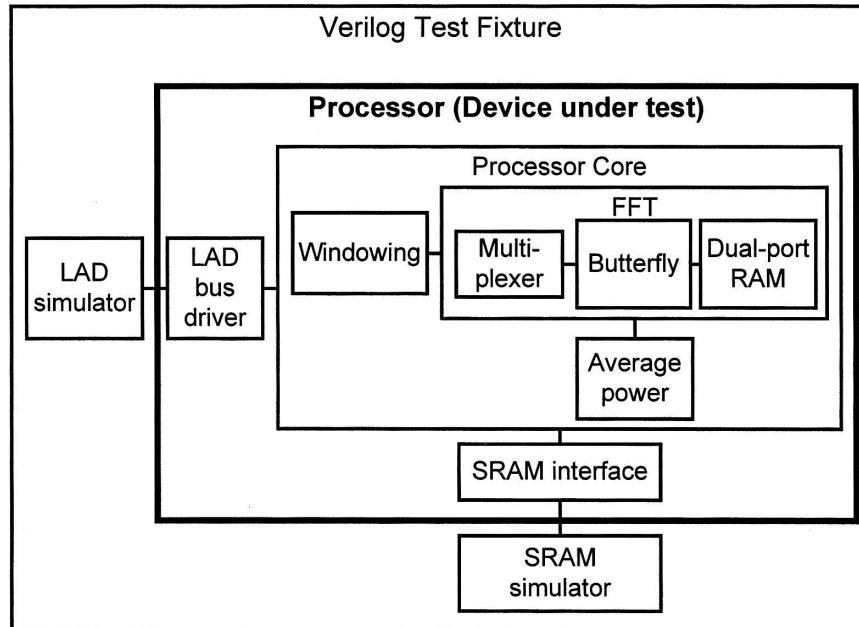 Verilog Test Fixture
Processor (Device under test)
Processor Core
FFT
Windowing
Multi-
plexer
Butterfly
Dual-port
RAM
LAD
simulator
LAD
bus
driver
Average
power
SRAM interface
SRAM
simulator